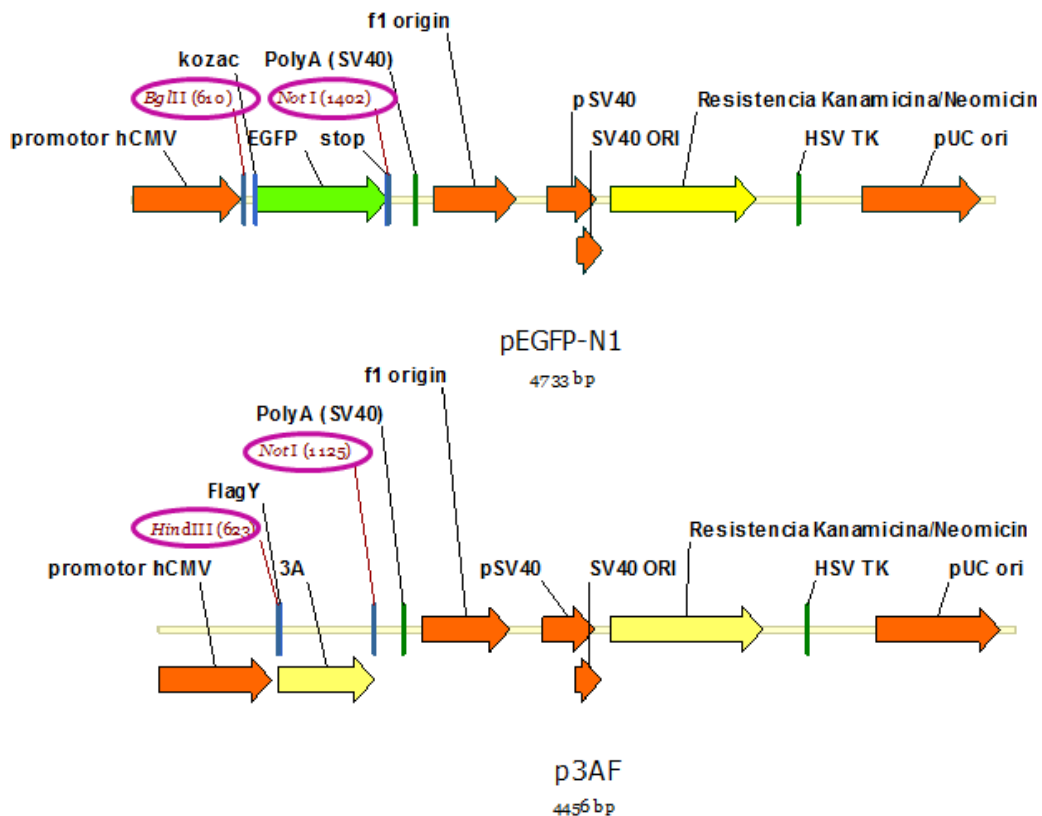 f1 origin
kozac
PolyA (SV40)
BglII (610)
NotI (1402)
pSV40
Resistencia Kanamicina/Neomicin
promotor hCMV
EGFP
stop
SV40 ORI
HSV TK
pUC ori
pEGFP-N1
4733 bp
f1 origin
PolyA (SV40)
NotI (1125)
FlagY
HindIII (623)
Resistencia Kanamicina/Neomicin
promotor hCMV
3A
pSV40
SV40 ORI
HSV TK
pUC ori
p3AF
4456 bp